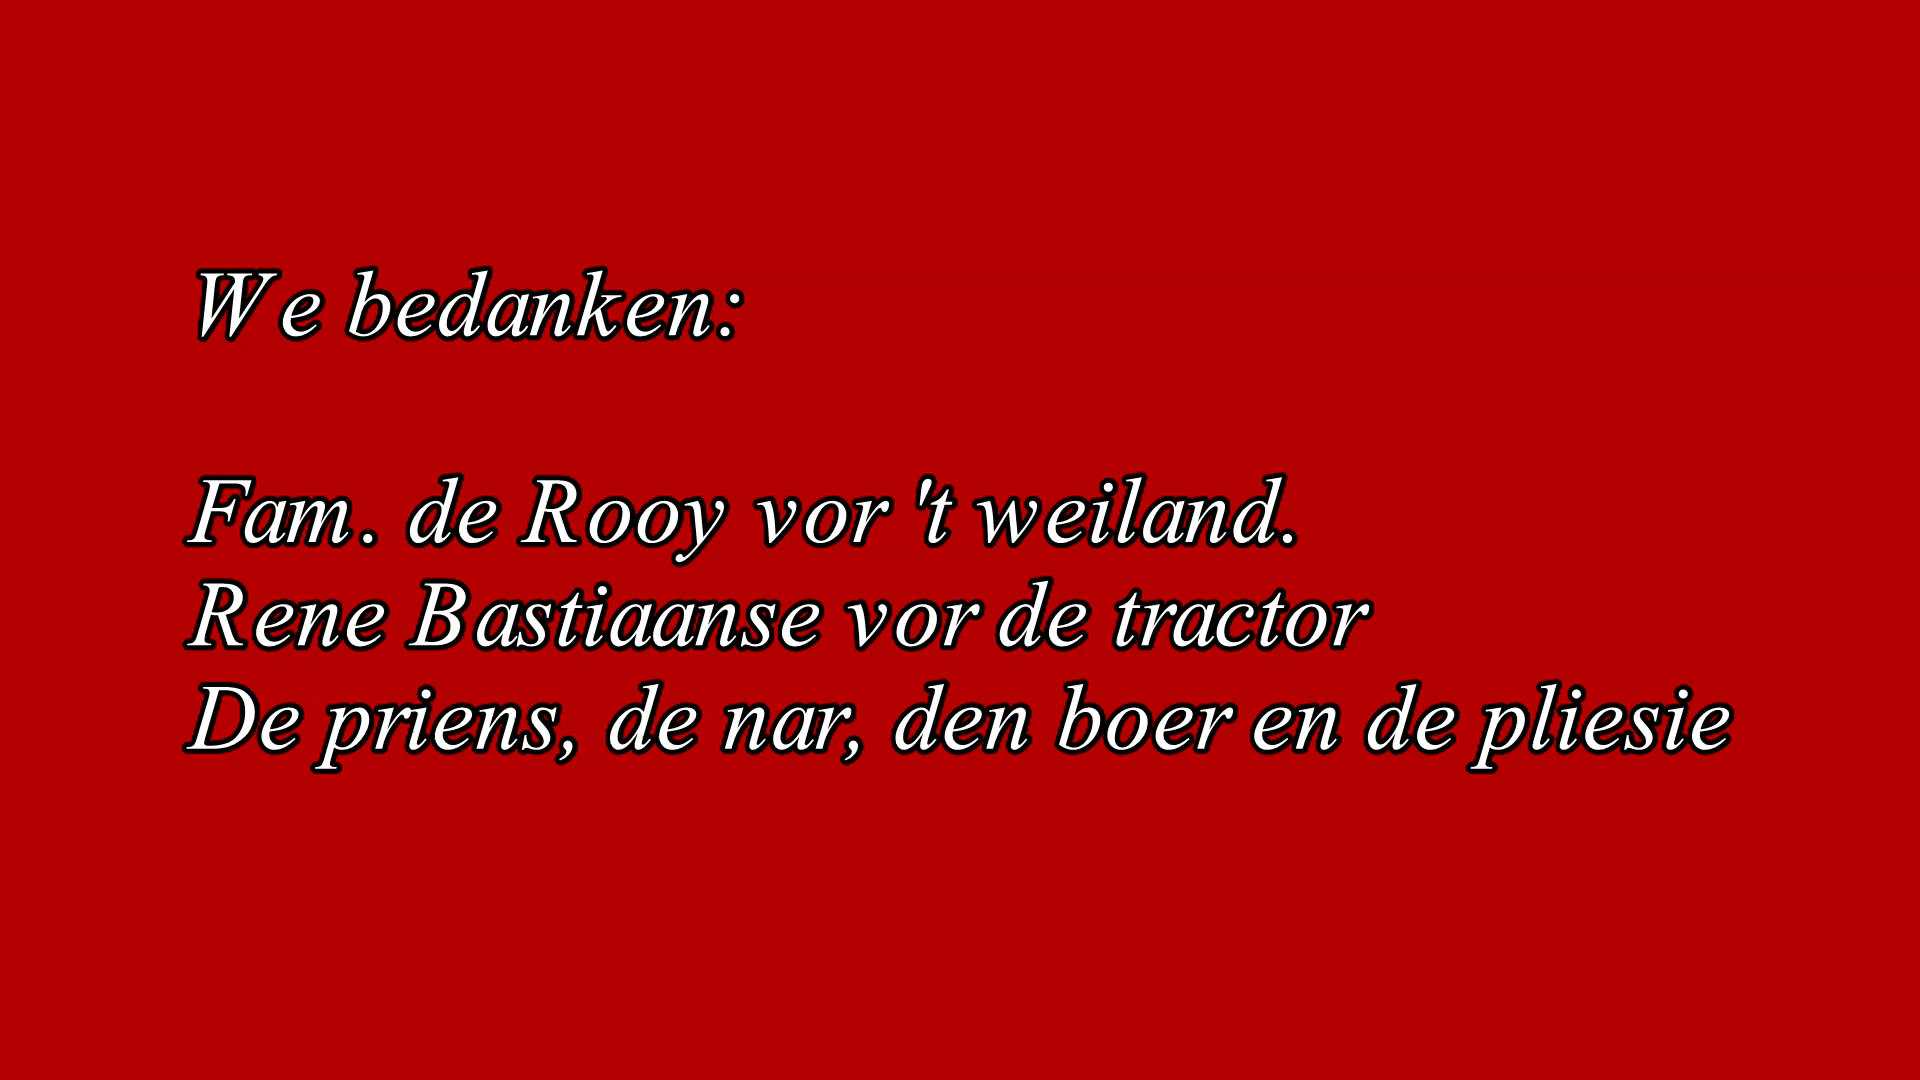 We bedanken:
Fam. de Rooy vor 't weiland.
Rene Bastiaanse vor de tractor
De priens, de nar, den boer en de pliesie